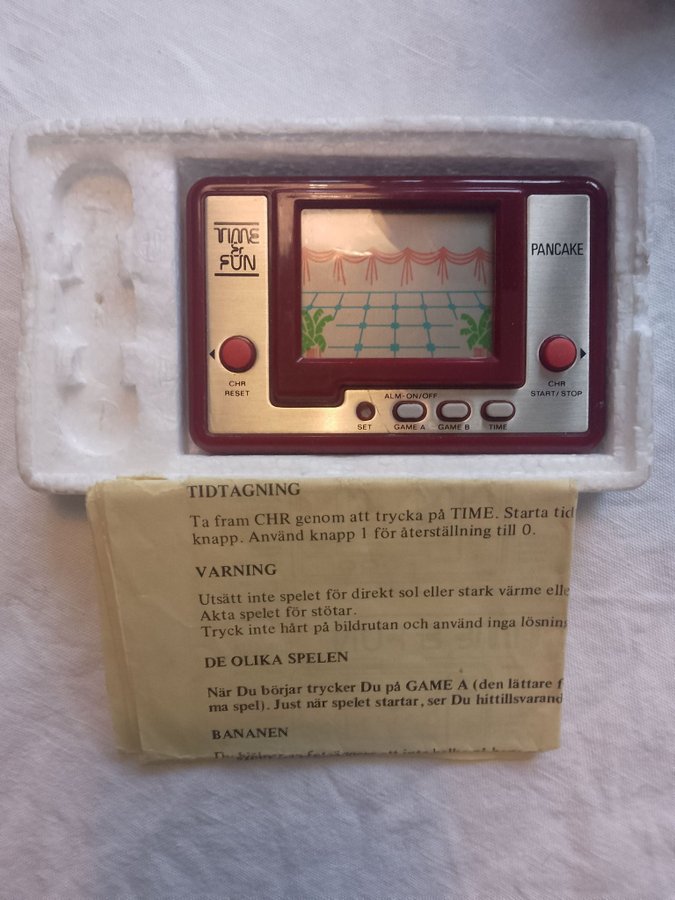 TIME
&
FUN
PANCAKE
CHR
RESET
CHR
START/STOP
ALM-ON/OFF
SET
GAME A
GAME B
TIME
TIDTAGNING
Ta fram CHR genom att trycka på TIME. Starta tid
knapp. Använd knapp 1 för återställning till 0.
VARNING
Utsätt inte spelet för direkt sol eller stark värme elle
Akta spelet för stötar.
Tryck inte hårt på bildrutan och använd inga lösning
DE OLIKA SPELEN
När Du börjar trycker Du på GAME A (den lättare f
ma spel). Just när spelet startar, ser Du hittillsvarand
BANANEN